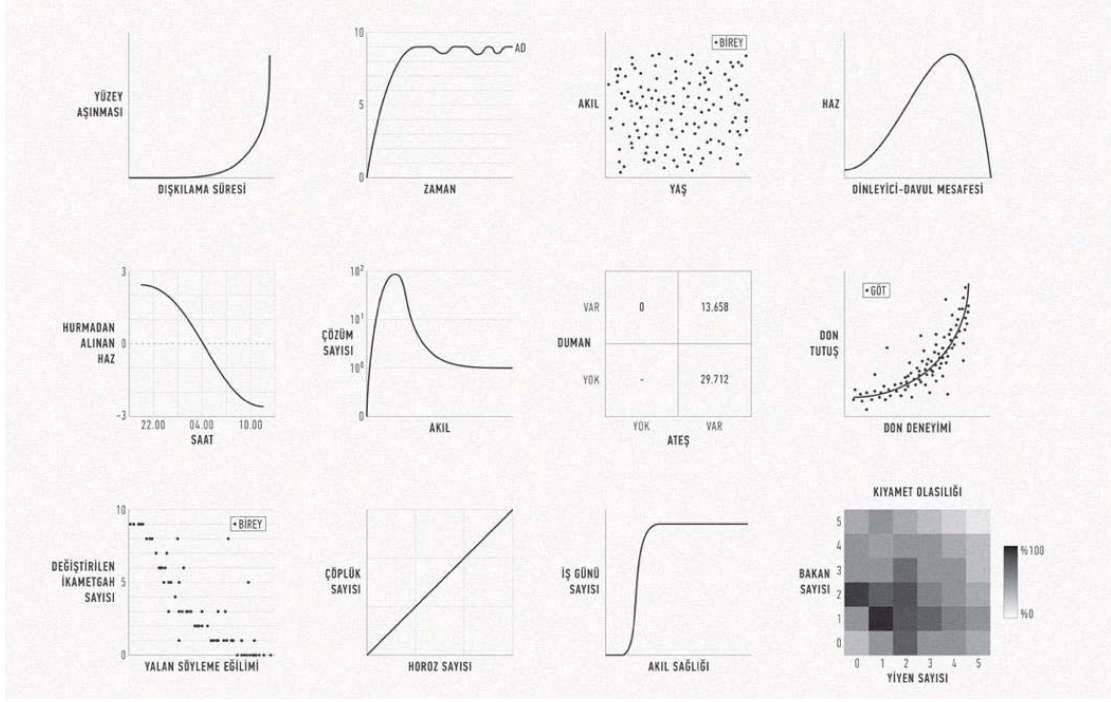 YÜZEY
AŞINMASI
DIŞKILAMA SÜRESİ
10
5
0
AD
ZAMAN
• BİREY
AKIL
YAŞ
HAZ
DİNLEYİCİ-DAVUL MESAFESİ
HURMADAN
ALINAN
HAZ
3
0
-3
22.00 04.00 10.00
SAAT
ÇÖZÜM
SAYISI
10²
10¹
10⁰
0
AKIL
DUMAN
VAR 0 13.658
YOK - 29.712
YOK VAR
ATEŞ
• GÖT
DON
TUTUŞ
DON DENEYİMİ
DEĞİŞTİRİLEN
İKAMETGAH
SAYISI
10
5
0
• BİREY
YALAN SÖYLEME EĞİLİMİ
ÇÖPLÜK
SAYISI
HOROZ SAYISI
İŞ GÜNÜ
SAYISI
AKIL SAĞLIĞI
KIYAMET OLASILIĞI
BAKAN
SAYISI
5
4
3
2
1
0
0 1 2 3 4 5
YİYEN SAYISI
%100
%0